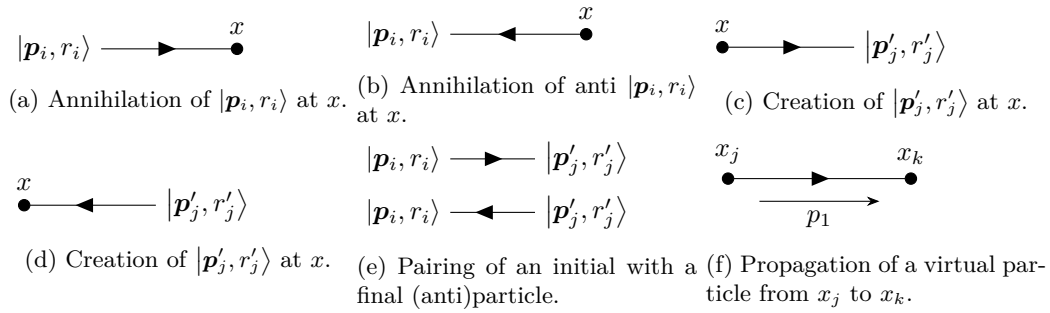 x
|p_i, r_i⟩
(a) Annihilation of |p_i, r_i⟩ at x.
x
|p_i, r_i⟩
(b) Annihilation of anti |p_i, r_i⟩
at x.
x
|p′_j, r′_j⟩
(c) Creation of |p′_j, r′_j⟩ at x.
x
|p′_j, r′_j⟩
(d) Creation of |p′_j, r′_j⟩ at x.
|p_i, r_i⟩ |p′_j, r′_j⟩
|p_i, r_i⟩ |p′_j, r′_j⟩
(e) Pairing of an initial with a
final (anti)particle.
x_j x_k
p_1
(f) Propagation of a virtual par-
ticle from x_j to x_k.